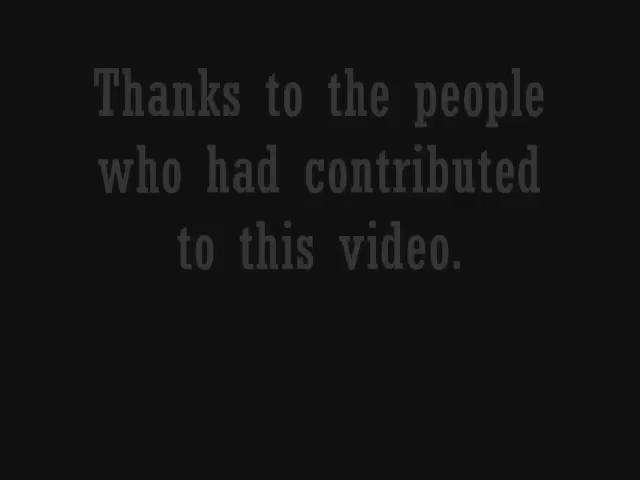 Thanks to the people
who had contributed
to this video.